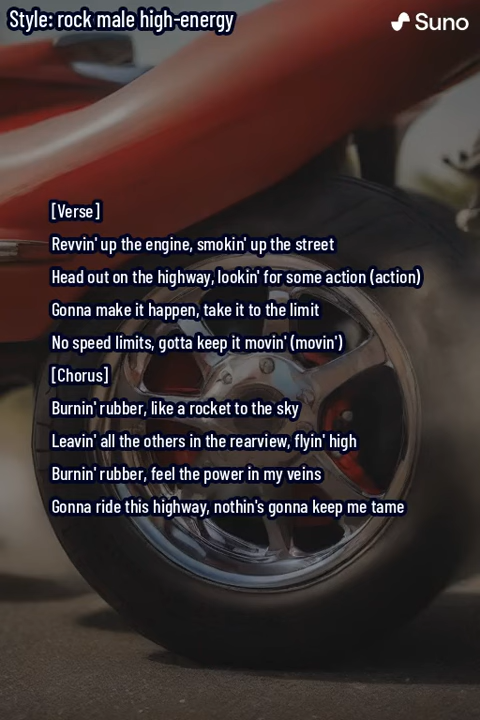 Style: rock male high-energy
Suno
[Verse]
Revvin' up the engine, smokin' up the street
Head out on the highway, lookin' for some action (action)
Gonna make it happen, take it to the limit
No speed limits, gotta keep it movin' (movin')
[Chorus]
Burnin' rubber, like a rocket to the sky
Leavin' all the others in the rearview, flyin' high
Burnin' rubber, feel the power in my veins
Gonna ride this highway, nothin's gonna keep me tame